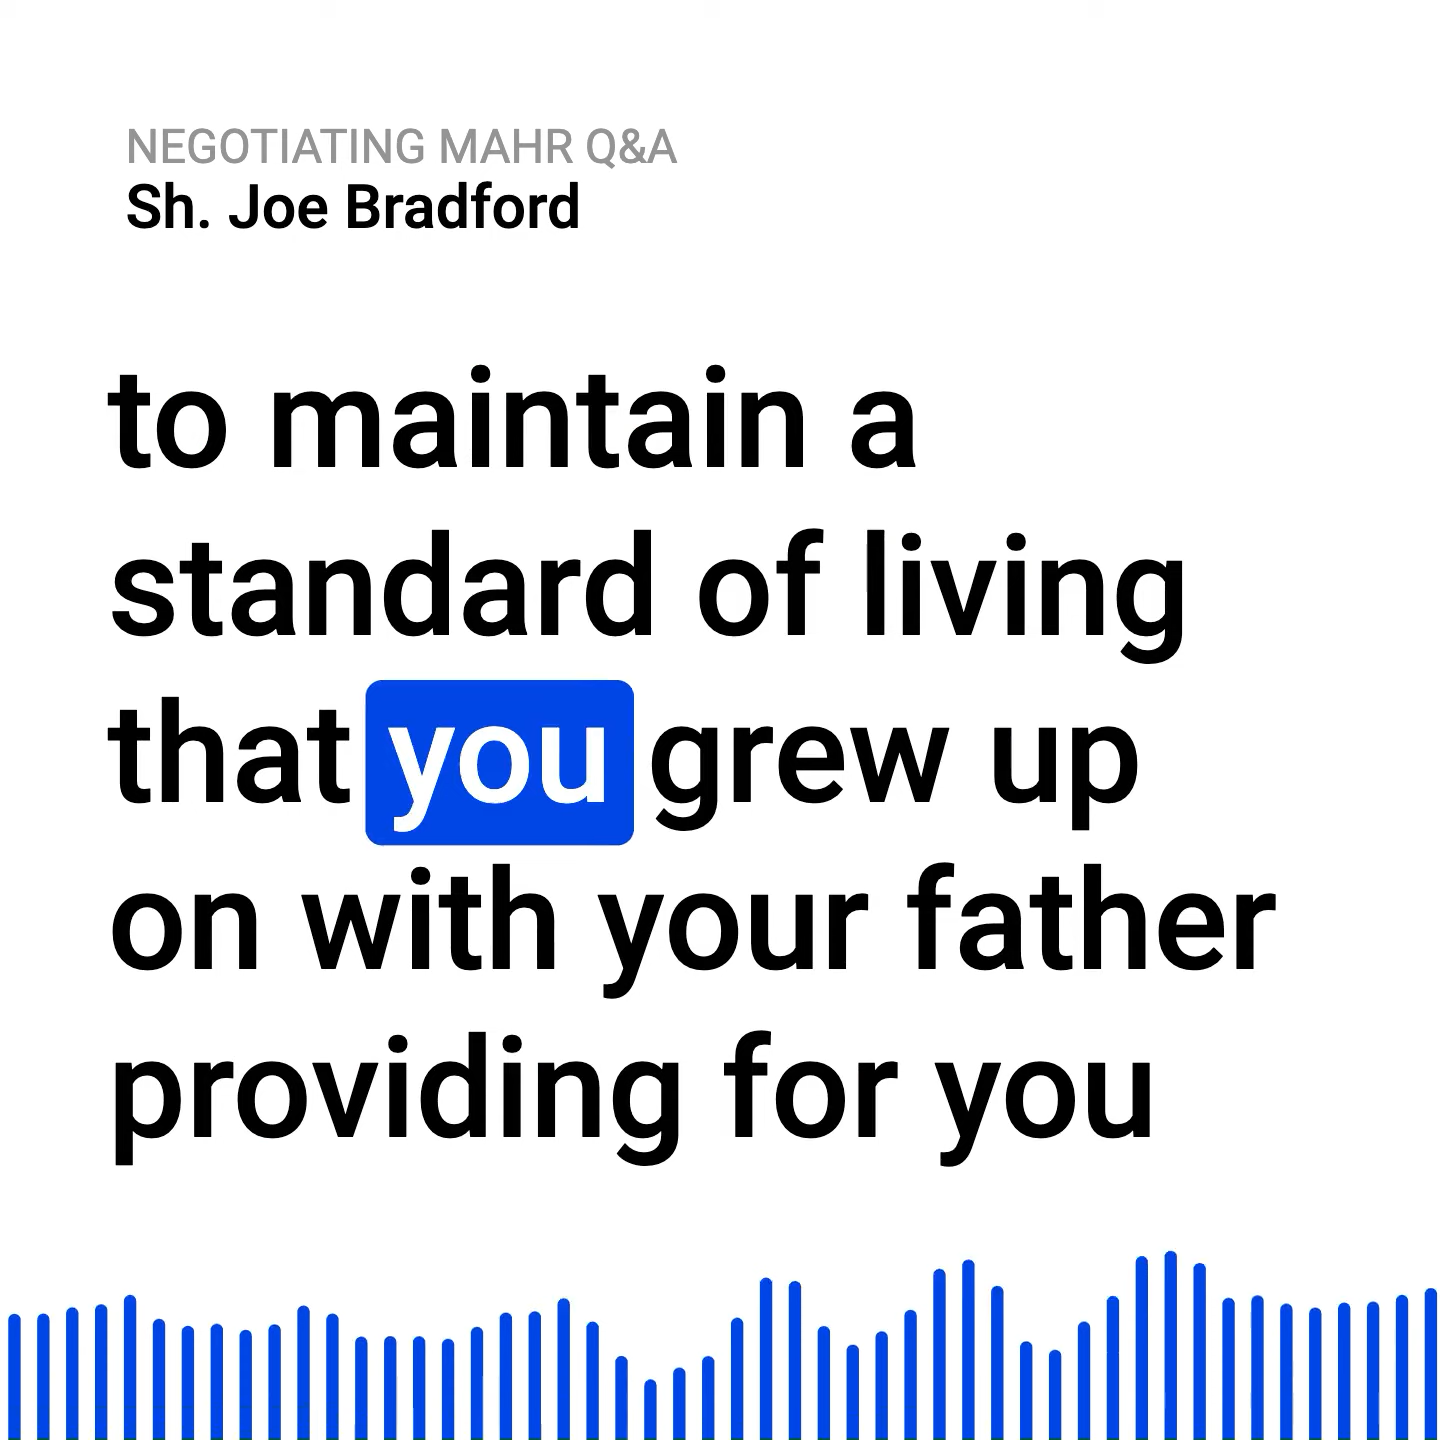 NEGOTIATING MAHR Q&A
Sh. Joe Bradford
to maintain a
standard of living
that you grew up
on with your father
providing for you